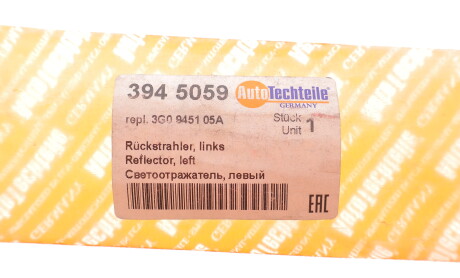 394 5059 AutoTechteile
GERMANY
repl. 3G0 9451 05A Stück
Unit 1
Rückstrahler, links
Reflector, left
Светоотражатель, левый
EAC